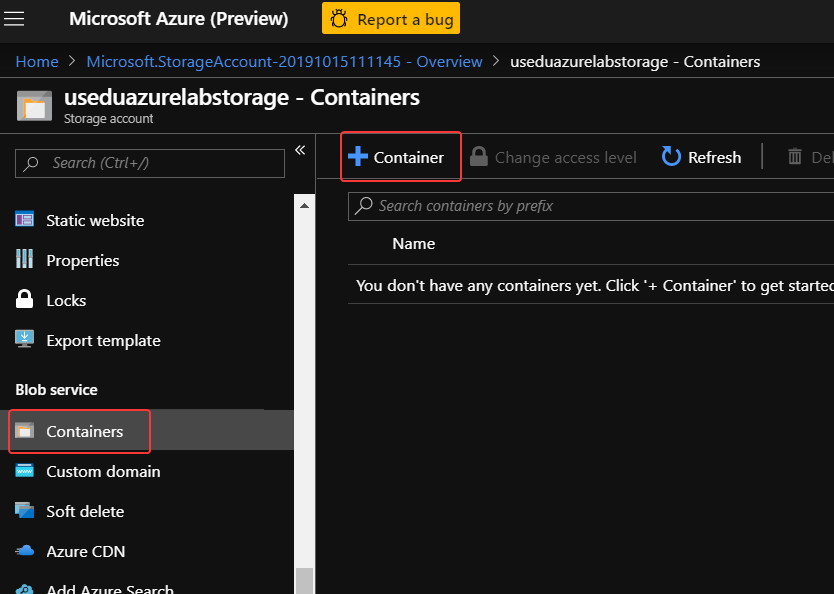 Microsoft Azure (Preview)
Report a bug
Home > Microsoft.StorageAccount-20191015111145 - Overview > useduazurelabstorage - Containers
useduazurelabstorage - Containers
Storage account
Search (Ctrl+/)
Static website
Properties
Locks
Export template
Blob service
Containers
Custom domain
Soft delete
Azure CDN
Add Azure Search
Container
Change access level
Refresh
Del
Search containers by prefix
Name
You don't have any containers yet. Click '+ Container' to get started